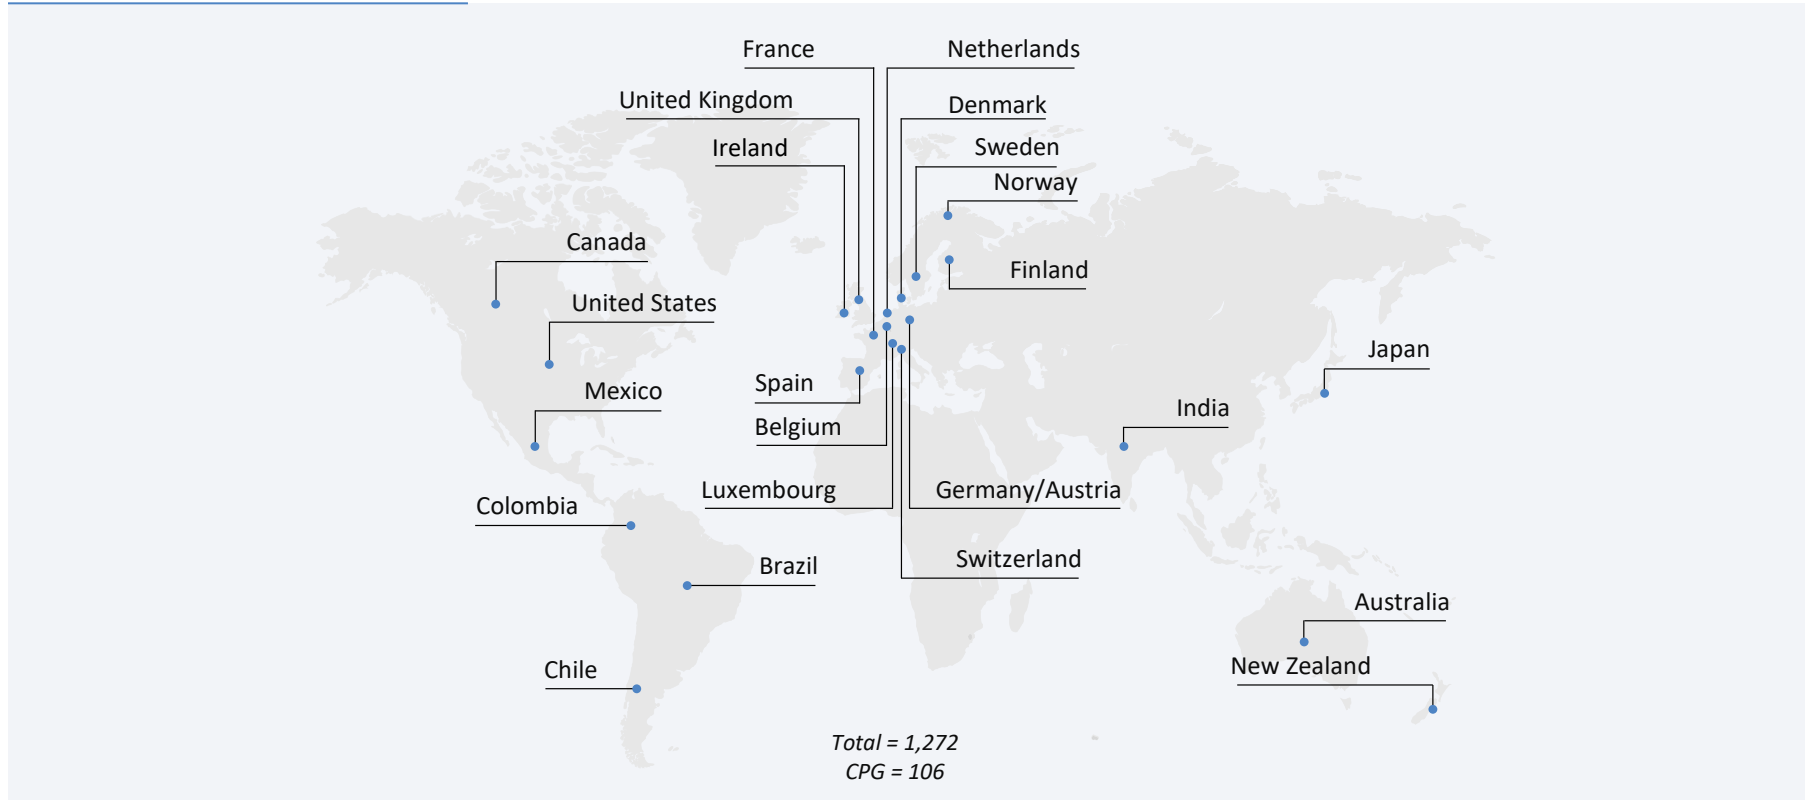 France
Netherlands
United Kingdom
Denmark
Ireland
Sweden
Norway
Canada
Finland
United States
Japan
Spain
Mexico
India
Belgium
Luxembourg
Germany/Austria
Colombia
Switzerland
Brazil
Australia
New Zealand
Chile
Total = 1,272
CPG = 106